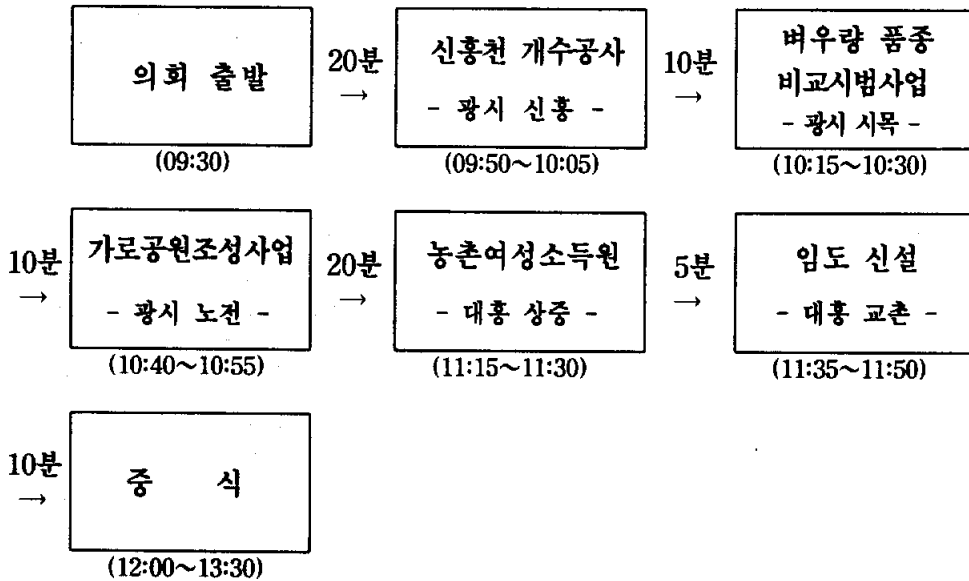 의회 출발
(09:30)
20분
→
신흥천 개수공사
- 광시 신흥 -
(09:50~10:05)
10분
→
벼우량 품종
비교시범사업
- 광시 시목 -
(10:15~10:30)
10분
→
가로공원조성사업
- 광시 노전 -
(10:40~10:55)
20분
→
농촌여성소득원
- 대흥 상중 -
(11:15~11:30)
5분
→
임도 신설
- 대흥 교촌 -
(11:35~11:50)
10분
→
중 식
(12:00~13:30)